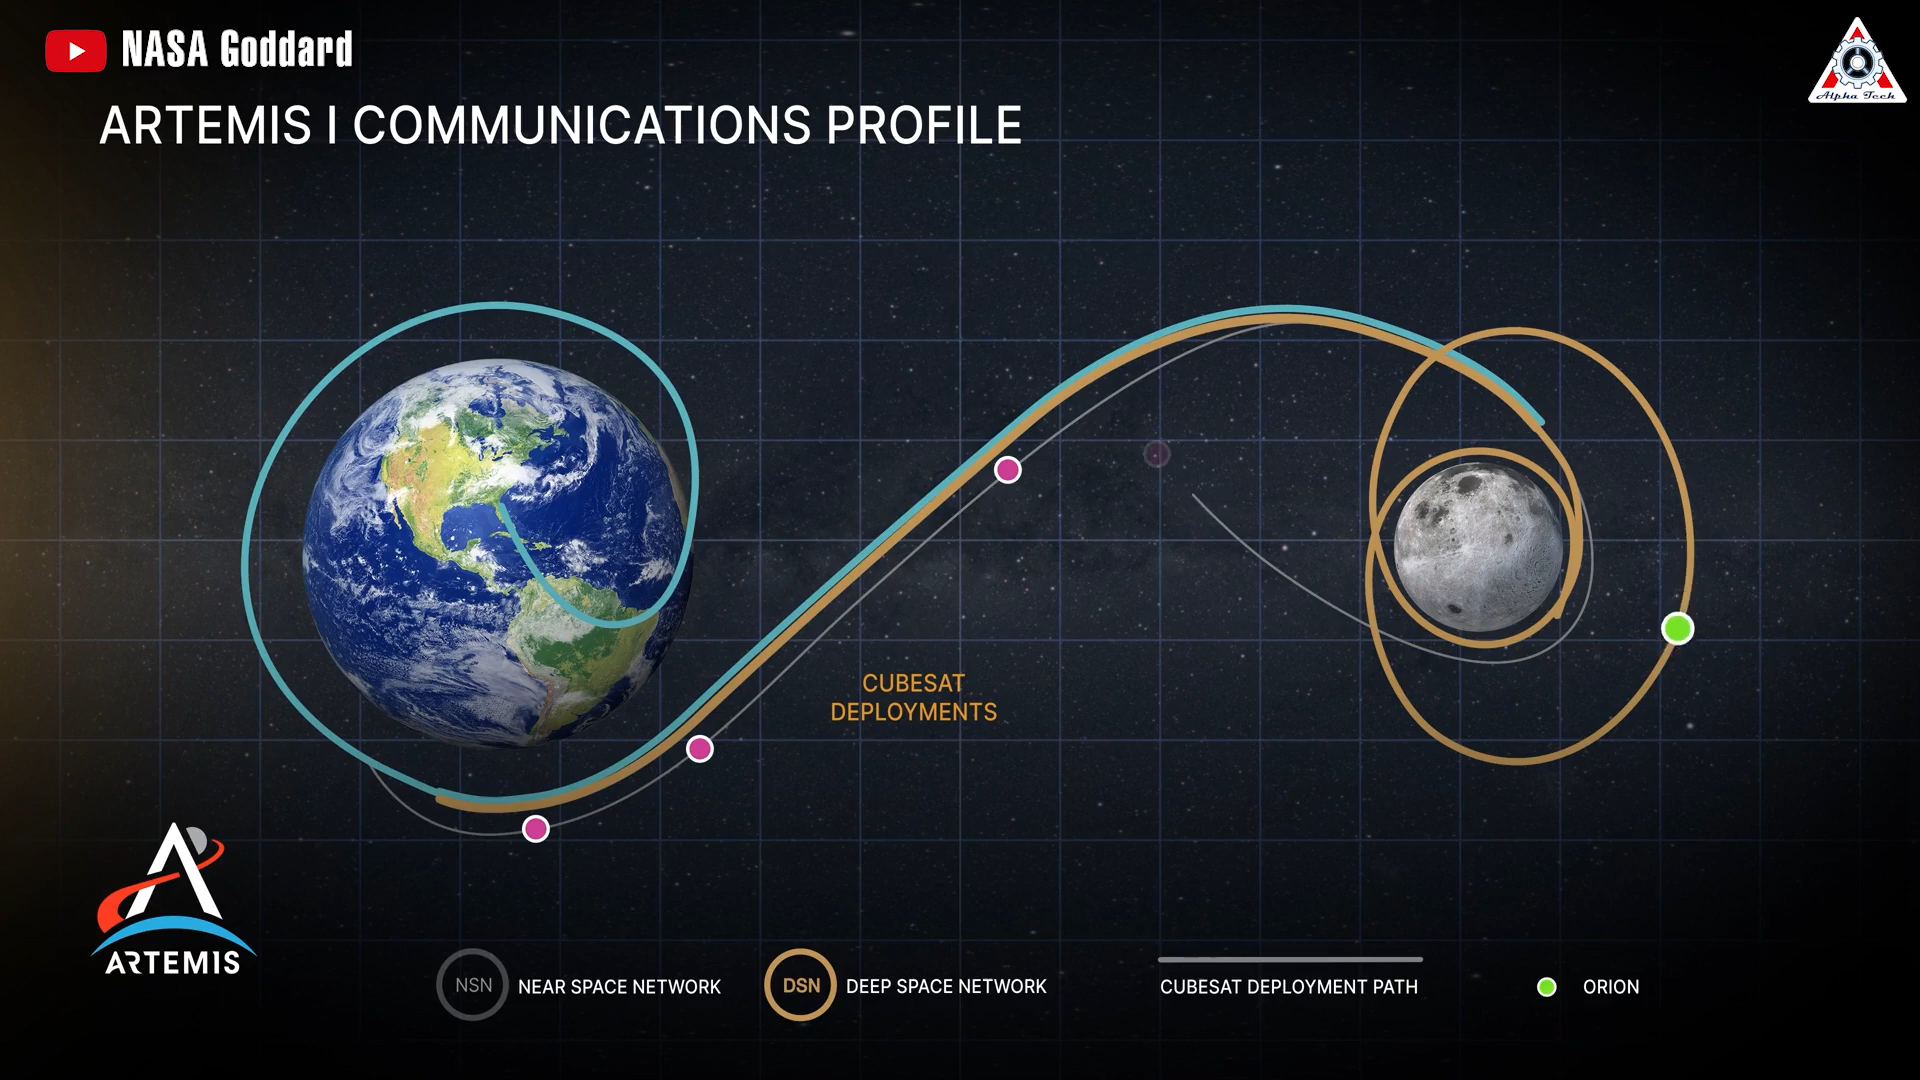 NASA Goddard
Alpha Tech
ARTEMIS I COMMUNICATIONS PROFILE
CUBESAT
DEPLOYMENTS
ARTEMIS
NSN NEAR SPACE NETWORK
DSN DEEP SPACE NETWORK
CUBESAT DEPLOYMENT PATH
ORION